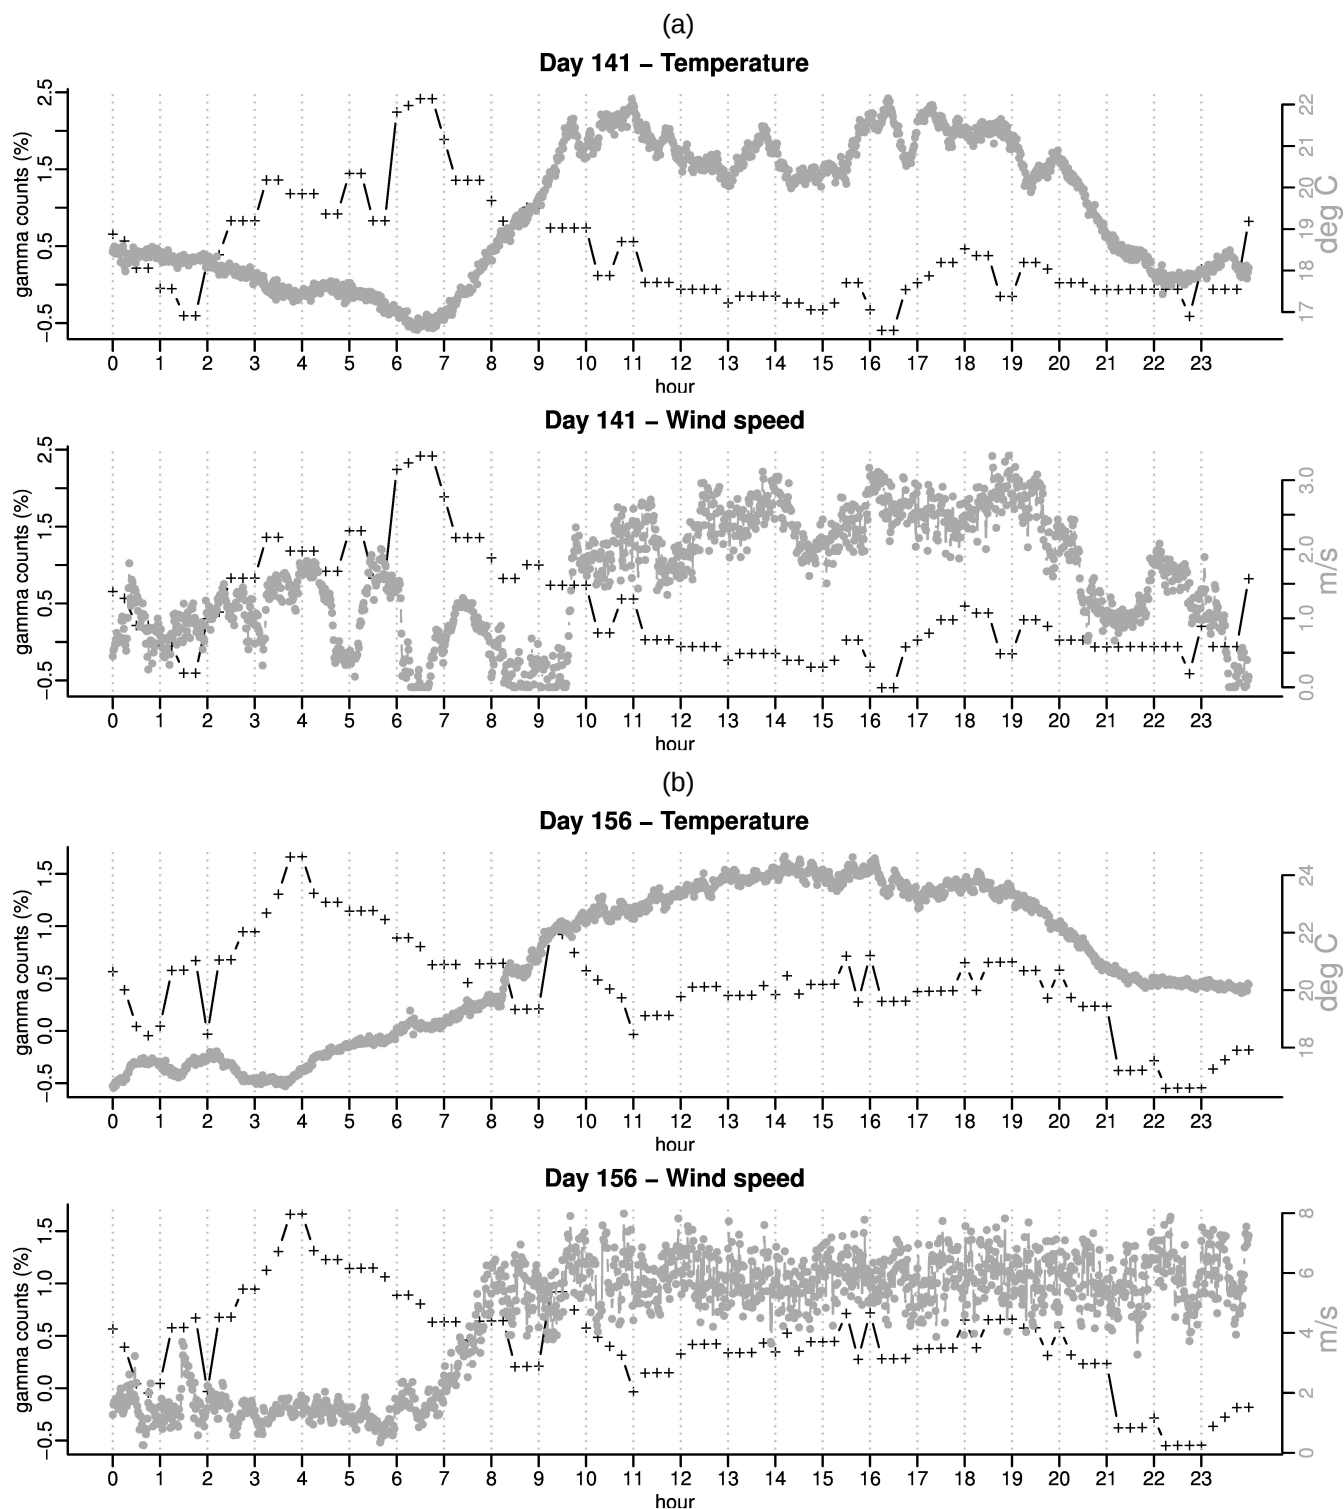 (a)
Day 141 – Temperature
gamma counts (%)
−0.5 0.5 1.5 2.5
17 18 19 20 21 22
deg C
0 1 2 3 4 5 6 7 8 9 10 11 12 13 14 15 16 17 18 19 20 21 22 23
hour
Day 141 – Wind speed
gamma counts (%)
−0.5 0.5 1.5 2.5
0.0 1.0 2.0 3.0
m/s
0 1 2 3 4 5 6 7 8 9 10 11 12 13 14 15 16 17 18 19 20 21 22 23
hour
(b)
Day 156 – Temperature
gamma counts (%)
−0.5 0.0 0.5 1.0 1.5
18 20 22 24
deg C
0 1 2 3 4 5 6 7 8 9 10 11 12 13 14 15 16 17 18 19 20 21 22 23
hour
Day 156 – Wind speed
gamma counts (%)
−0.5 0.0 0.5 1.0 1.5
0 2 4 6 8
m/s
0 1 2 3 4 5 6 7 8 9 10 11 12 13 14 15 16 17 18 19 20 21 22 23
hour